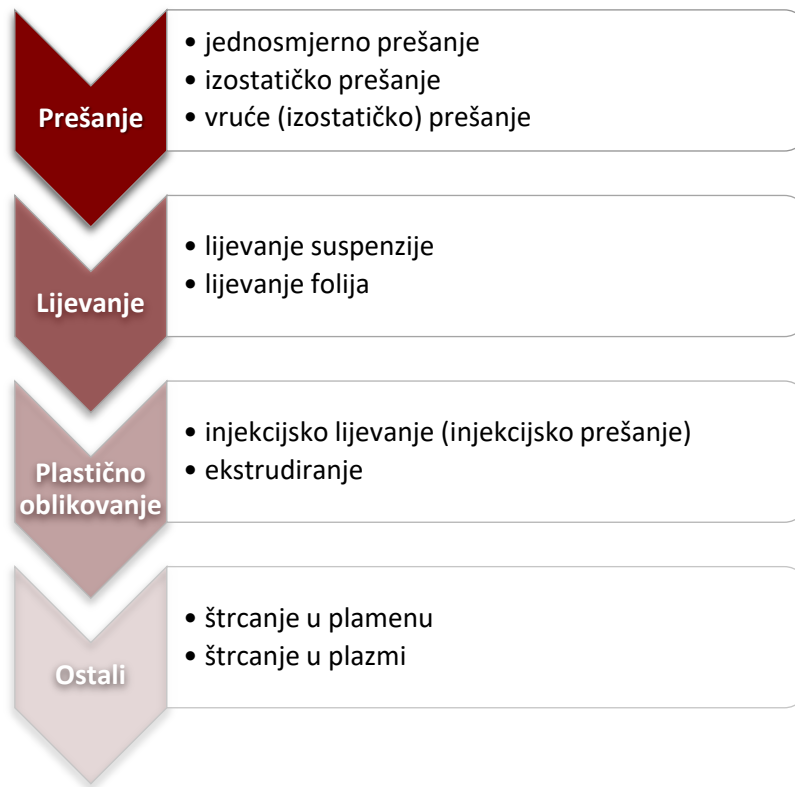 Prešanje
• jednosmjerno prešanje
• izostatičko prešanje
• vruće (izostatičko) prešanje
Lijevanje
• lijevanje suspenzije
• lijevanje folija
Plastično
oblikovanje
• injekcijsko lijevanje (injekcijsko prešanje)
• ekstrudiranje
Ostali
• štrcanje u plamenu
• štrcanje u plazmi